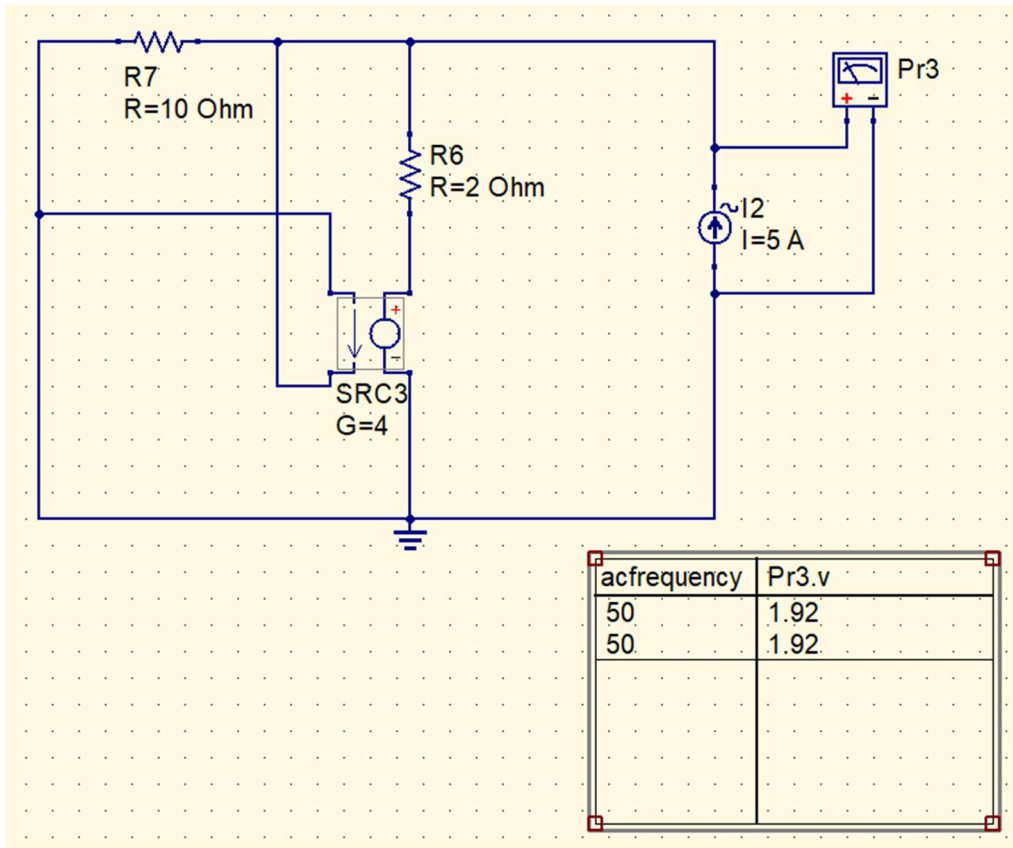 R7
R=10 Ohm
Pr3
+ −
R6
R=2 Ohm
I2
I=5 A
+
−
SRC3
G=4
acfrequency Pr3.v
50 1.92
50 1.92